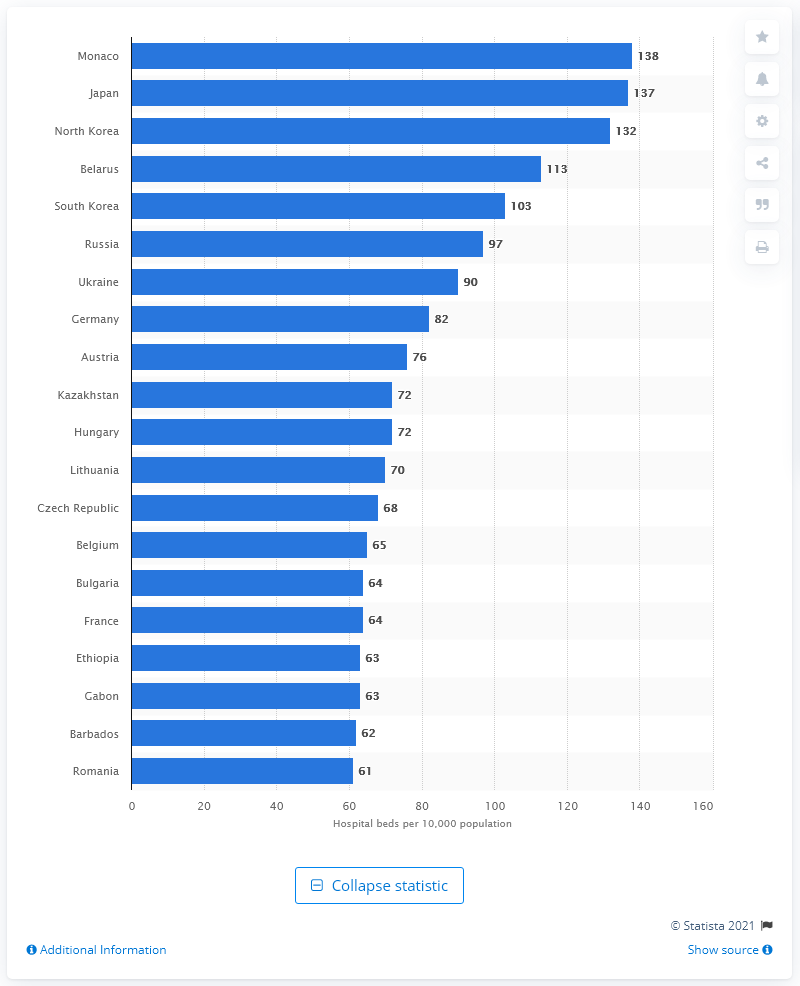 Monaco 138
Japan 137
North Korea 132
Belarus 113
South Korea 103
Russia 97
Ukraine 90
Germany 82
Austria 76
Kazakhstan 72
Hungary 72
Lithuania 70
Czech Republic 68
Belgium 65
Bulgaria 64
France 64
Ethiopia 63
Gabon 63
Barbados 62
Romania 61
0 20 40 60 80 100 120 140 160
Hospital beds per 10,000 population
Collapse statistic
© Statista 2021
Additional Information Show source